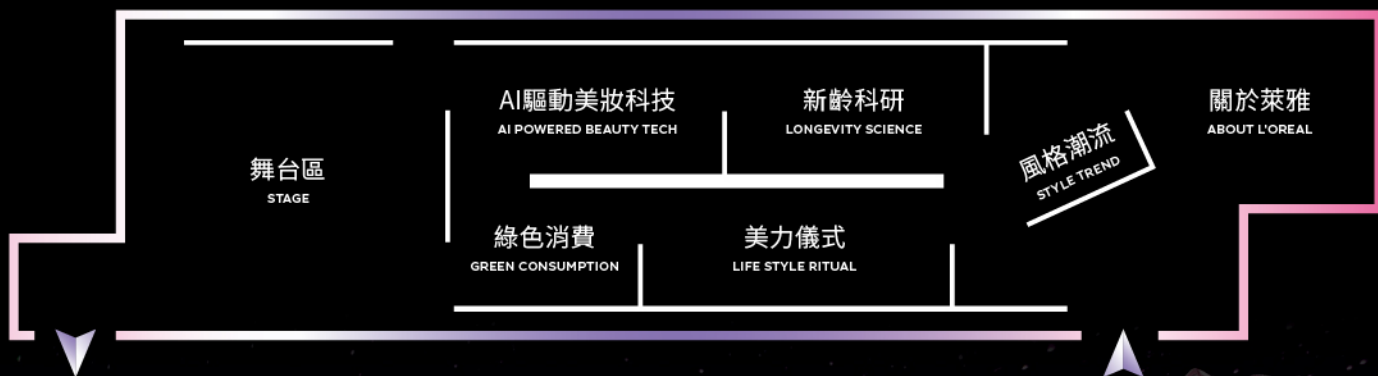 AI驅動美妝科技
AI POWERED BEAUTY TECH
新齡科研
LONGEVITY SCIENCE
關於萊雅
ABOUT L'OREAL
風格潮流
STYLE TREND
舞台區
STAGE
綠色消費
GREEN CONSUMPTION
美力儀式
LIFE STYLE RITUAL